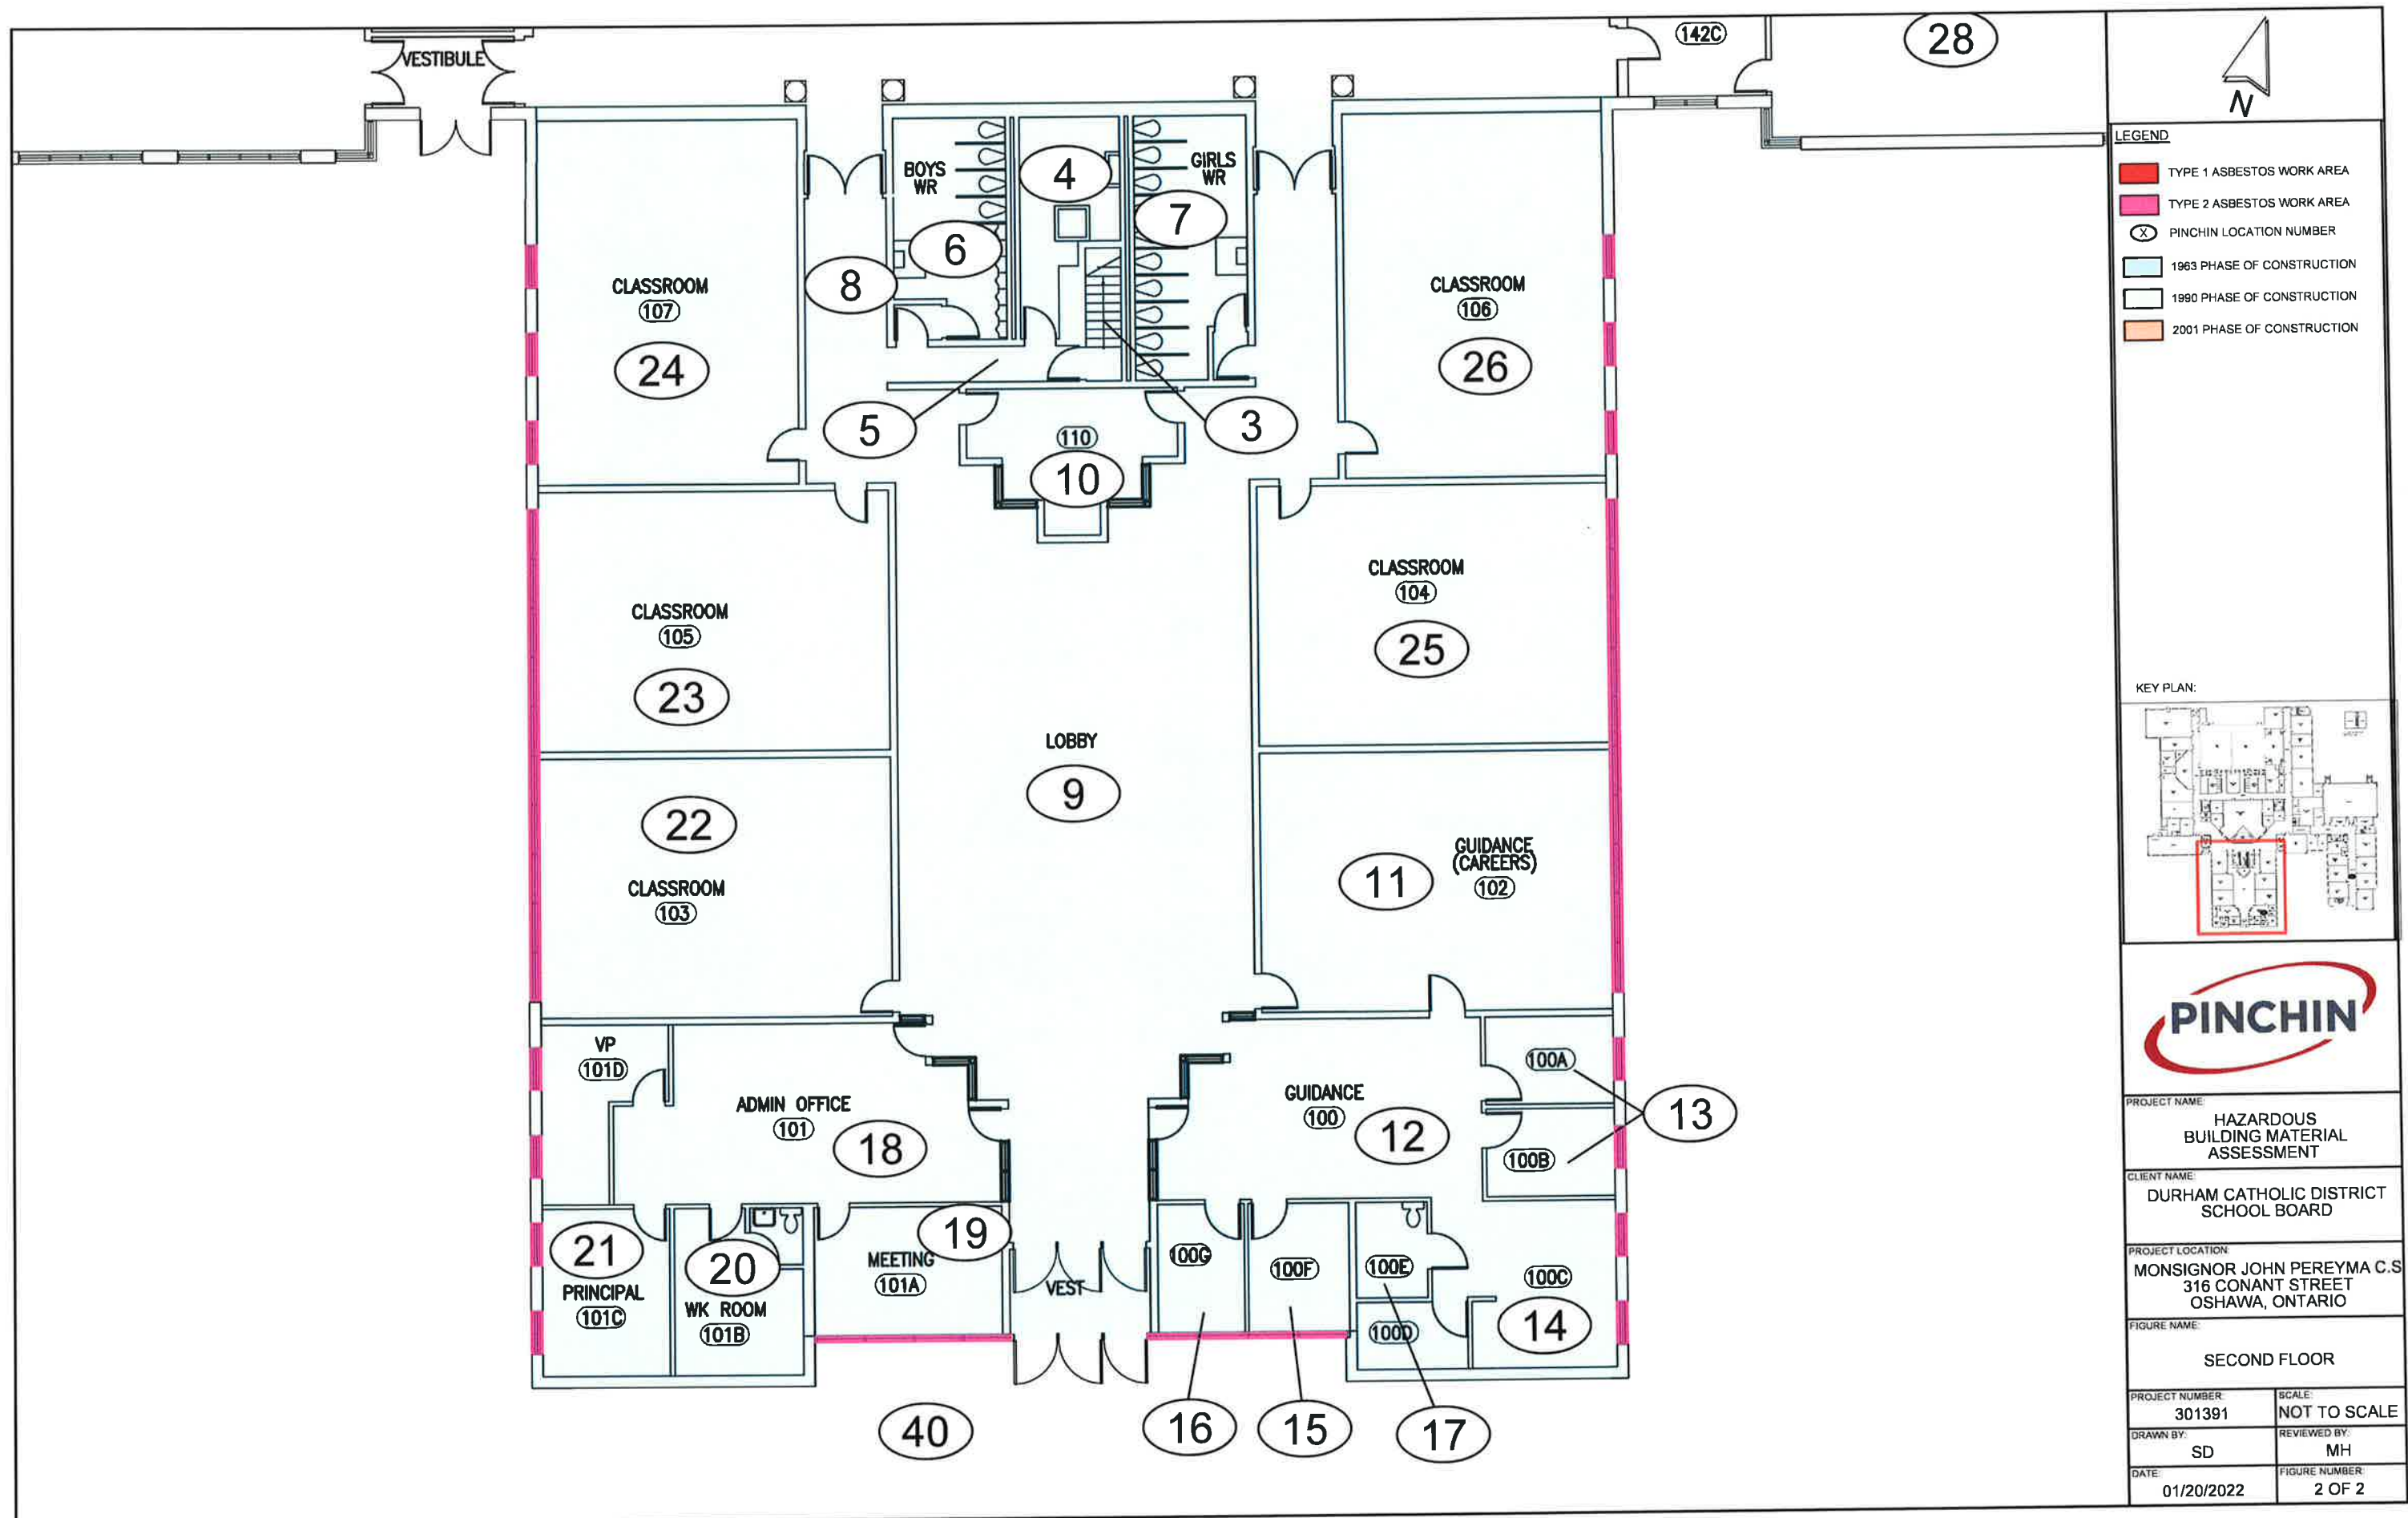 VESTIBULE
142C
28
BOYS
WR
4
GIRLS
WR
7
6
8
CLASSROOM
107
24
CLASSROOM
106
26
5
3
110
10
CLASSROOM
105
23
CLASSROOM
104
25
LOBBY
9
22
CLASSROOM
103
11
GUIDANCE
(CAREERS)
102
VP
101D
ADMIN OFFICE
101
18
GUIDANCE
100
12
100A
100B
13
21
PRINCIPAL
101C
20
WK ROOM
101B
19
MEETING
101A
VEST
100G
100F
100E
100D
100C
14
40
16
15
17
N
LEGEND
TYPE 1 ASBESTOS WORK AREA
TYPE 2 ASBESTOS WORK AREA
X PINCHIN LOCATION NUMBER
1963 PHASE OF CONSTRUCTION
1990 PHASE OF CONSTRUCTION
2001 PHASE OF CONSTRUCTION
KEY PLAN:
PINCHIN
PROJECT NAME:
HAZARDOUS
BUILDING MATERIAL
ASSESSMENT
CLIENT NAME:
DURHAM CATHOLIC DISTRICT
SCHOOL BOARD
PROJECT LOCATION:
MONSIGNOR JOHN PEREYMA C.S
316 CONANT STREET
OSHAWA, ONTARIO
FIGURE NAME:
SECOND FLOOR
PROJECT NUMBER:
301391
SCALE:
NOT TO SCALE
DRAWN BY:
SD
REVIEWED BY:
MH
DATE:
01/20/2022
FIGURE NUMBER:
2 OF 2